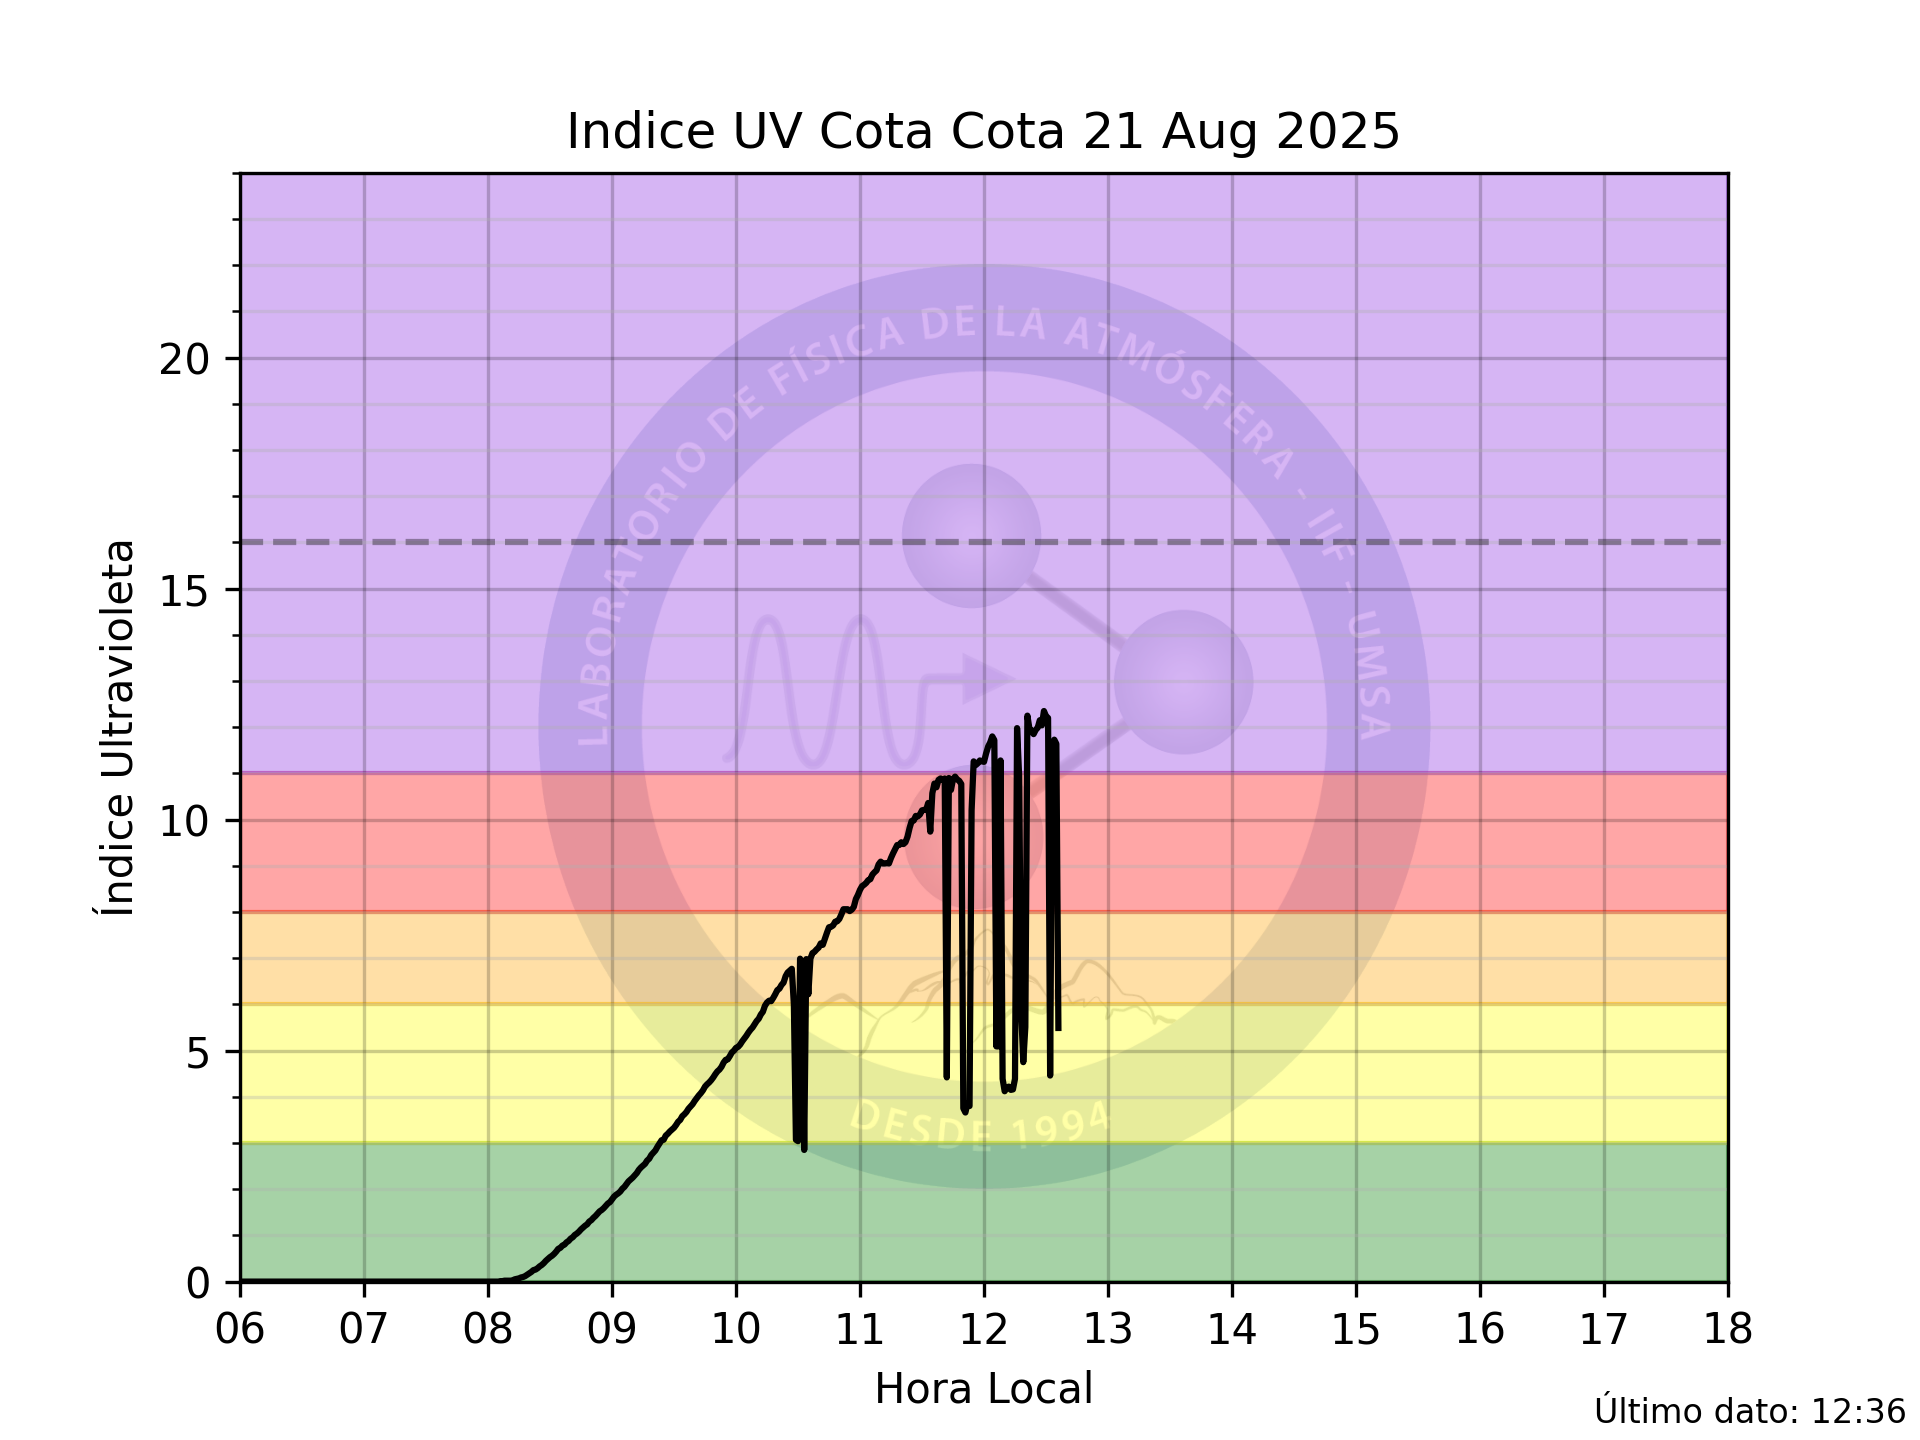 Indice UV Cota Cota 21 Aug 2025
Índice Ultravioleta
20
15
10
5
0
LABORATORIO DE FÍSICA DE LA ATMÓSFERA - IIF - UMSA
DESDE 1994
06 07 08 09 10 11 12 13 14 15 16 17 18
Hora Local
Último dato: 12:36